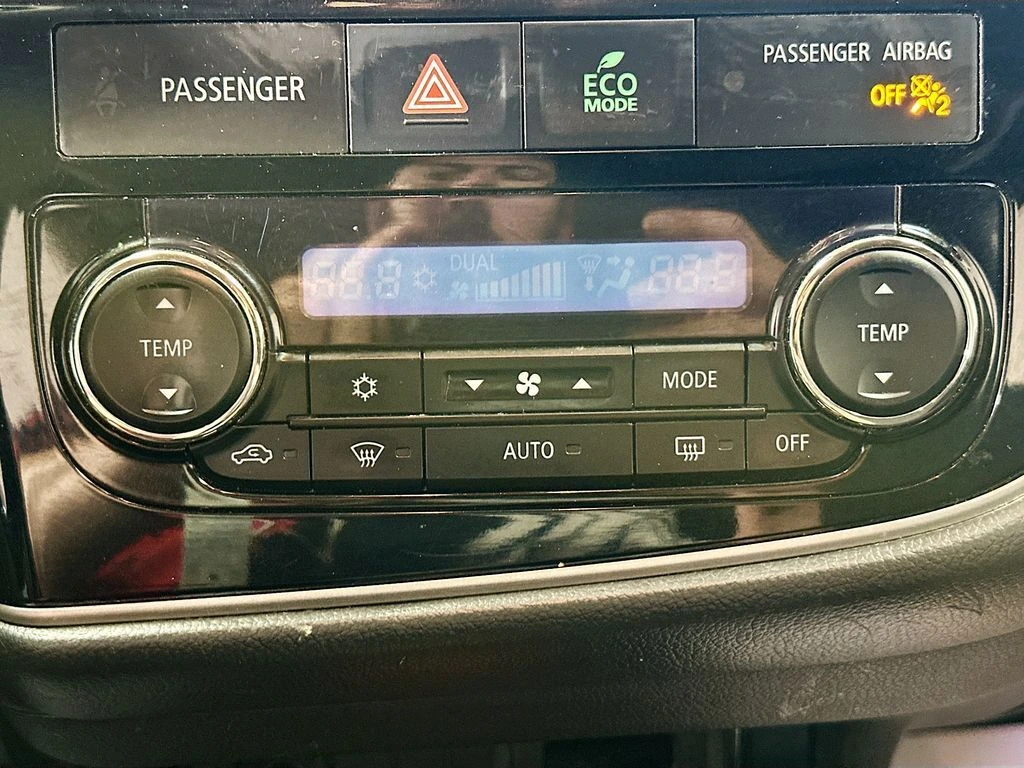 PASSENGER
ECO
MODE
PASSENGER AIRBAG
OFF 2
DUAL
TEMP
TEMP
MODE
AUTO
OFF